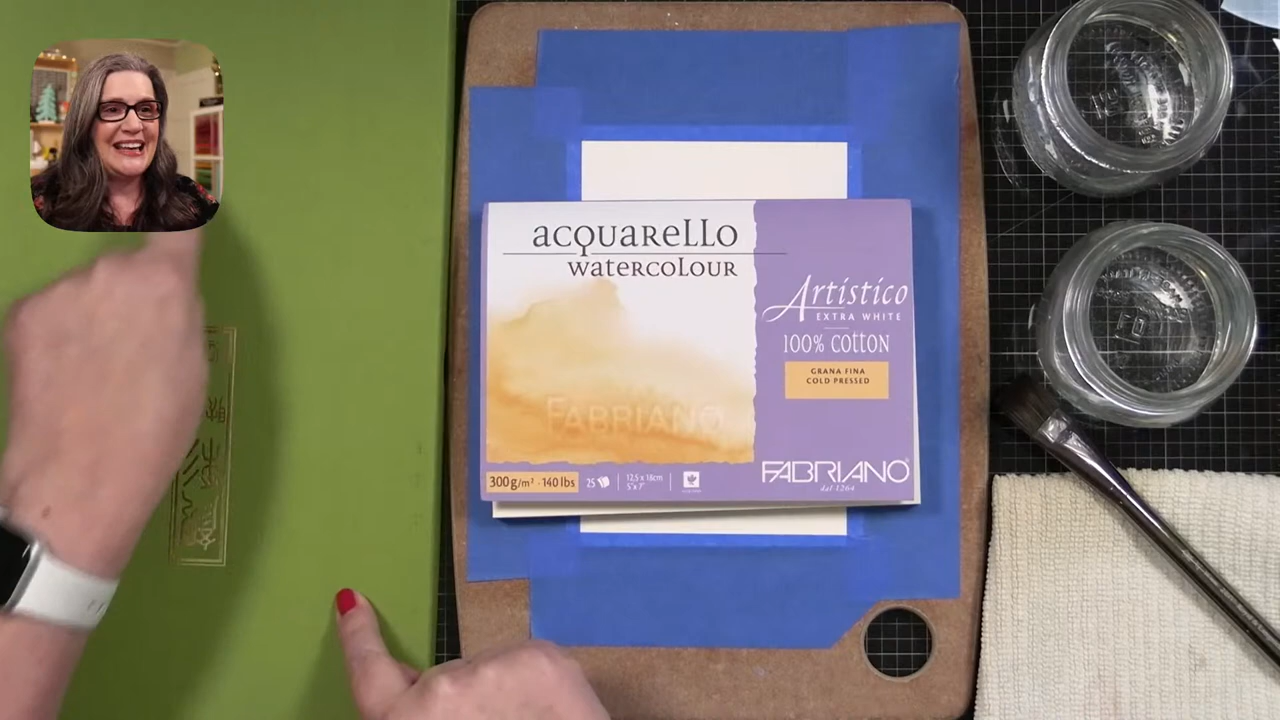 acquarello
watercolour
Artistico
EXTRA WHITE
100% COTTON
GRANA FINA
COLD PRESSED
FABRIANO
300g/m² - 140 lbs
25
12,5 x 18cm
5"x 7"
FABRIANO
dal 1264